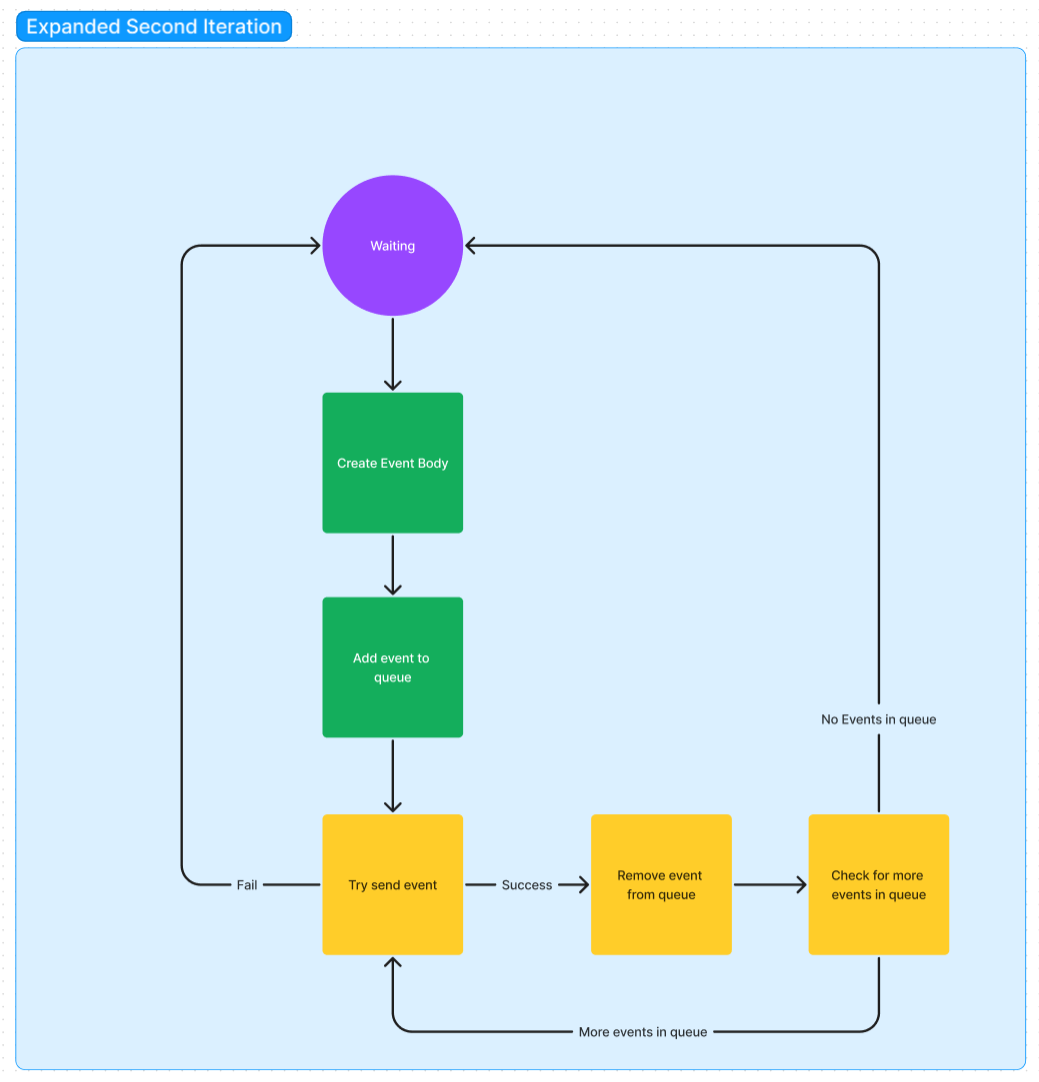 Expanded Second Iteration
Waiting
Create Event Body
Add event to
queue
No Events in queue
Fail
Try send event
Success
Remove event
from queue
Check for more
events in queue
More events in queue